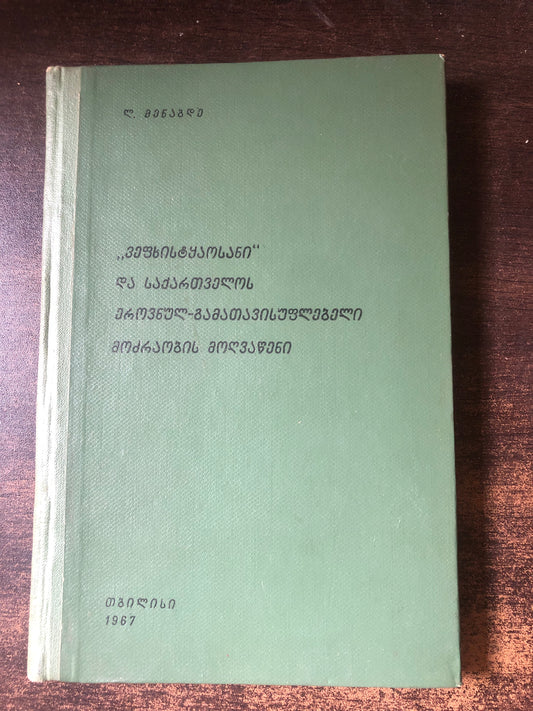 ლ. მენაბდე
„ვეფხისტყაოსანი“
და საქართველოს
ეროვნულ-გამათავისუფლებელი
მოძრაობის მოღვაწენი
თბილისი
1967